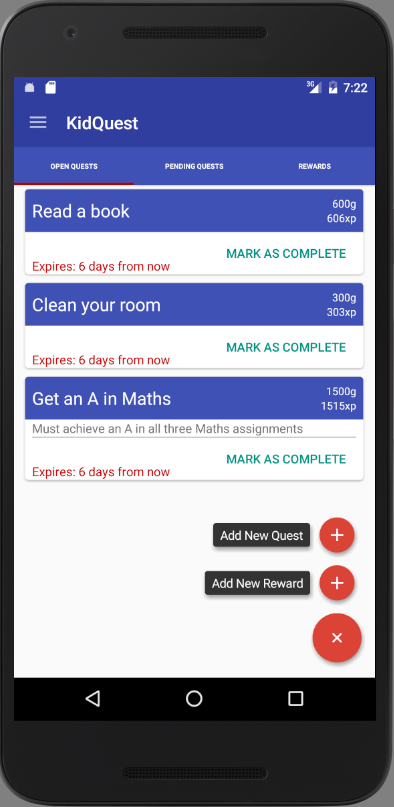 3G 7:22
KidQuest
OPEN QUESTS PENDING QUESTS REWARDS
Read a book 600g
606xp
MARK AS COMPLETE
Expires: 6 days from now
Clean your room 300g
303xp
MARK AS COMPLETE
Expires: 6 days from now
Get an A in Maths 1500g
1515xp
Must achieve an A in all three Maths assignments
MARK AS COMPLETE
Expires: 6 days from now
Add New Quest
Add New Reward